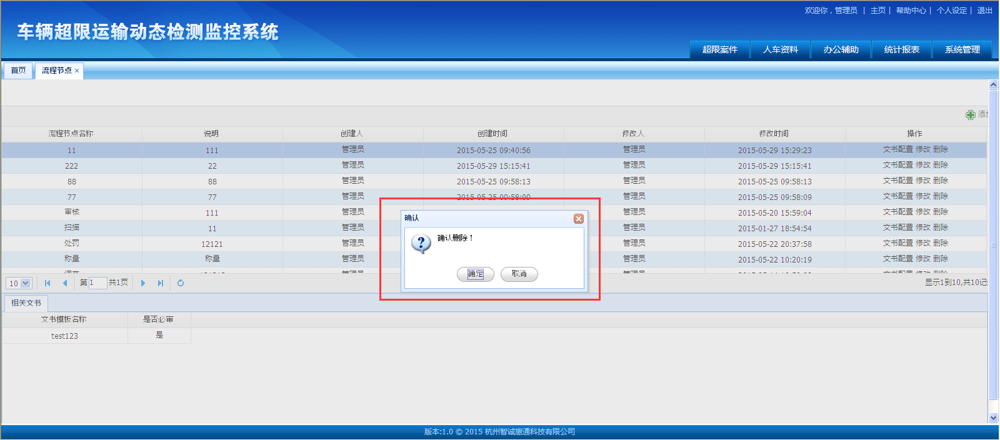 欢迎你，管理员 | 主页 | 帮助中心 | 个人设定 | 退出
车辆超限运输动态检测监控系统
超限案件 人车资料 办公辅助 统计报表 系统管理
首页 流程节点 ×
流程节点名称 说明 创建人 创建时间 修改人 修改时间 操作
11 111 管理员 2015-05-25 09:40:56 管理员 2015-05-29 15:29:23 文书配置 修改 删除
222 22 管理员 2015-05-29 15:15:41 管理员 2015-05-29 15:15:41 文书配置 修改 删除
88 88 管理员 2015-05-25 09:58:13 管理员 2015-05-25 09:58:13 文书配置 修改 删除
77 77 管理员 2015-05-25 09:58:09 管理员 2015-05-25 09:58:09 文书配置 修改 删除
审核 111 管理员 管理员 2015-05-20 15:59:04 文书配置 修改 删除
扫描 11 管理员 管理员 2015-01-27 18:54:54 文书配置 修改 删除
处罚 12121 管理员 管理员 2015-05-22 20:37:58 文书配置 修改 删除
称量 称量 管理员 管理员 2015-05-22 10:20:19 文书配置 修改 删除
确认
确认删除！
确定 取消
10 第 1 共1页 显示1到10,共10记
相关文书
文书模板名称 是否必审
test123 是
版本:1.0 © 2015 杭州智诚惠通科技有限公司